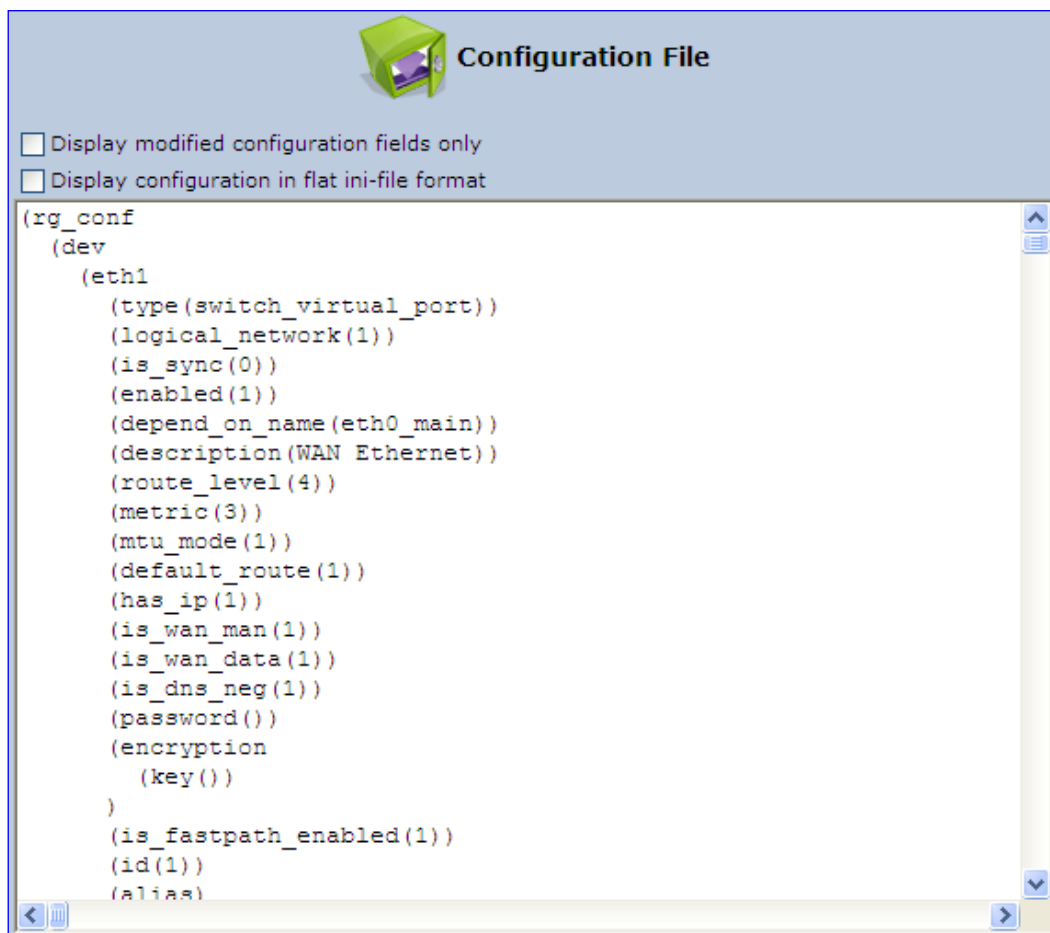 Configuration File
Display modified configuration fields only
Display configuration in flat ini-file format
(rg_conf
  (dev
    (eth1
      (type(switch_virtual_port))
      (logical_network(1))
      (is_sync(0))
      (enabled(1))
      (depend_on_name(eth0_main))
      (description(WAN Ethernet))
      (route_level(4))
      (metric(3))
      (mtu_mode(1))
      (default_route(1))
      (has_ip(1))
      (is_wan_man(1))
      (is_wan_data(1))
      (is_dns_neg(1))
      (password())
      (encryption
        (key())
      )
      (is_fastpath_enabled(1))
      (id(1))
      (alias)